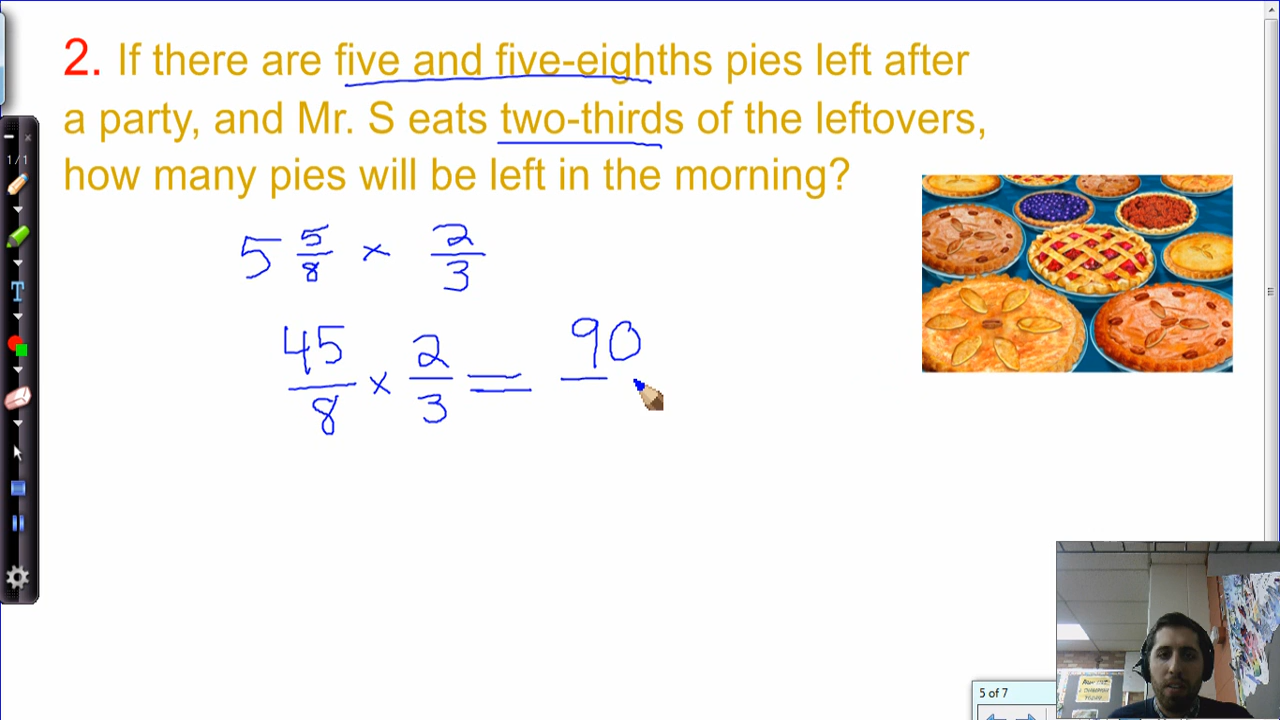 2. If there are five and five-eighths pies left after
a party, and Mr. S eats two-thirds of the leftovers,
how many pies will be left in the morning?
5 5/8 × 2/3
45/8 × 2/3 = 90
1 / 1
T
5 of 7